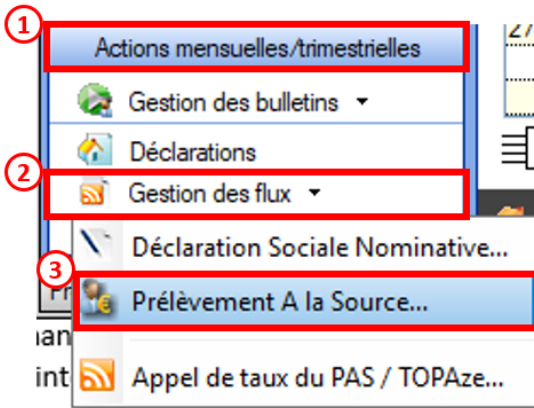 1
Actions mensuelles/trimestrielles
Gestion des bulletins
Déclarations
2
Gestion des flux
Déclaration Sociale Nominative...
3
Prélèvement A la Source...
Appel de taux du PAS / TOPAze...